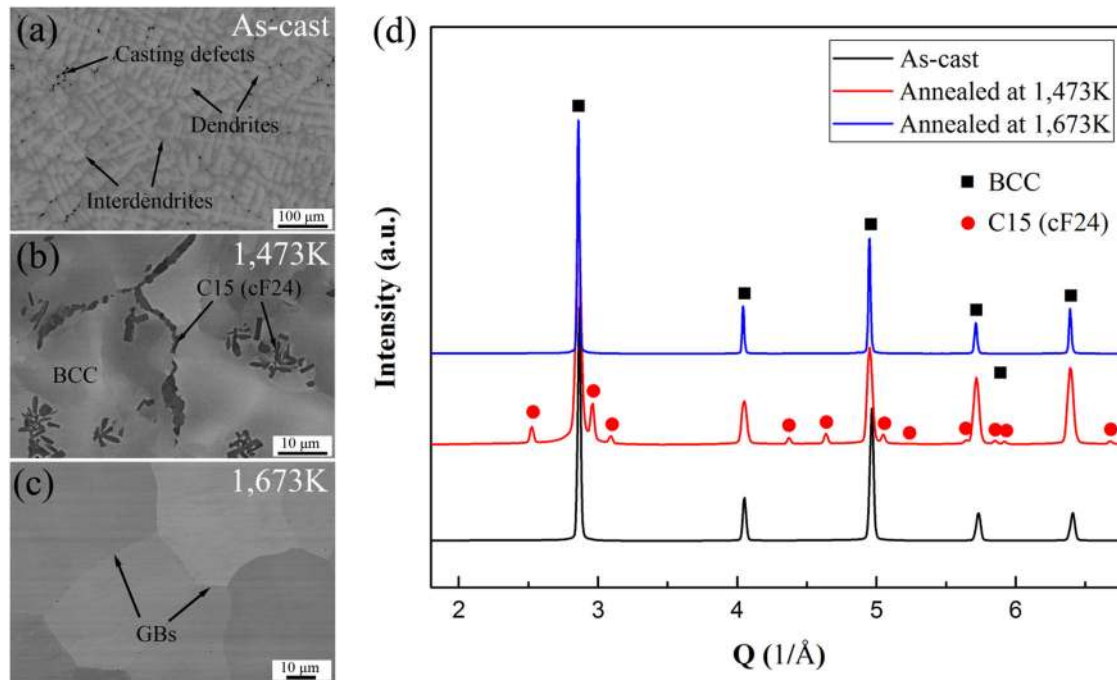 (a)
As-cast
Casting defects
Dendrites
Interdendrites
100 μm
(b)
1,473K
C15 (cF24)
BCC
10 μm
(c)
1,673K
GBs
10 μm
(d)
As-cast
Annealed at 1,473K
Annealed at 1,673K
BCC
C15 (cF24)
Intensity (a.u.)
2 3 4 5 6
Q (1/Å)